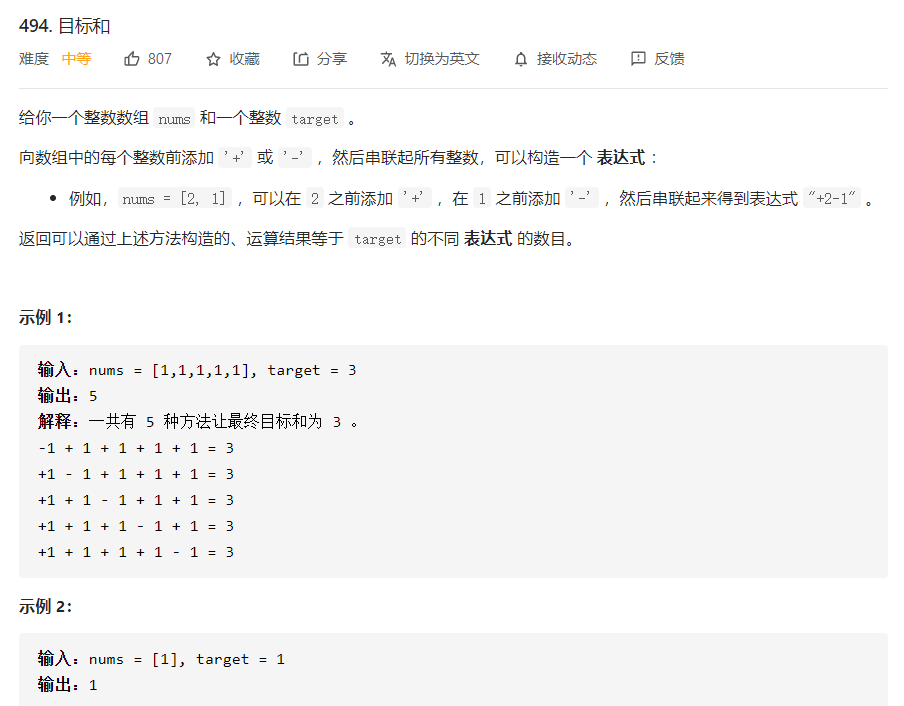 494. 目标和
难度 中等 807 收藏 分享 切换为英文 接收动态 反馈
给你一个整数数组 nums 和一个整数 target 。
向数组中的每个整数前添加 '+' 或 '-' ，然后串联起所有整数，可以构造一个 表达式 ：
例如，nums = [2, 1] ，可以在 2 之前添加 '+' ，在 1 之前添加 '-' ，然后串联起来得到表达式 "+2-1" 。
返回可以通过上述方法构造的、运算结果等于 target 的不同 表达式 的数目。
示例 1：
输入：nums = [1,1,1,1,1], target = 3
输出：5
解释：一共有 5 种方法让最终目标和为 3 。
-1 + 1 + 1 + 1 + 1 = 3
+1 - 1 + 1 + 1 + 1 = 3
+1 + 1 - 1 + 1 + 1 = 3
+1 + 1 + 1 - 1 + 1 = 3
+1 + 1 + 1 + 1 - 1 = 3
示例 2：
输入：nums = [1], target = 1
输出：1